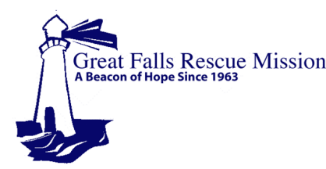 Great Falls Rescue Mission
A Beacon of Hope Since 1963